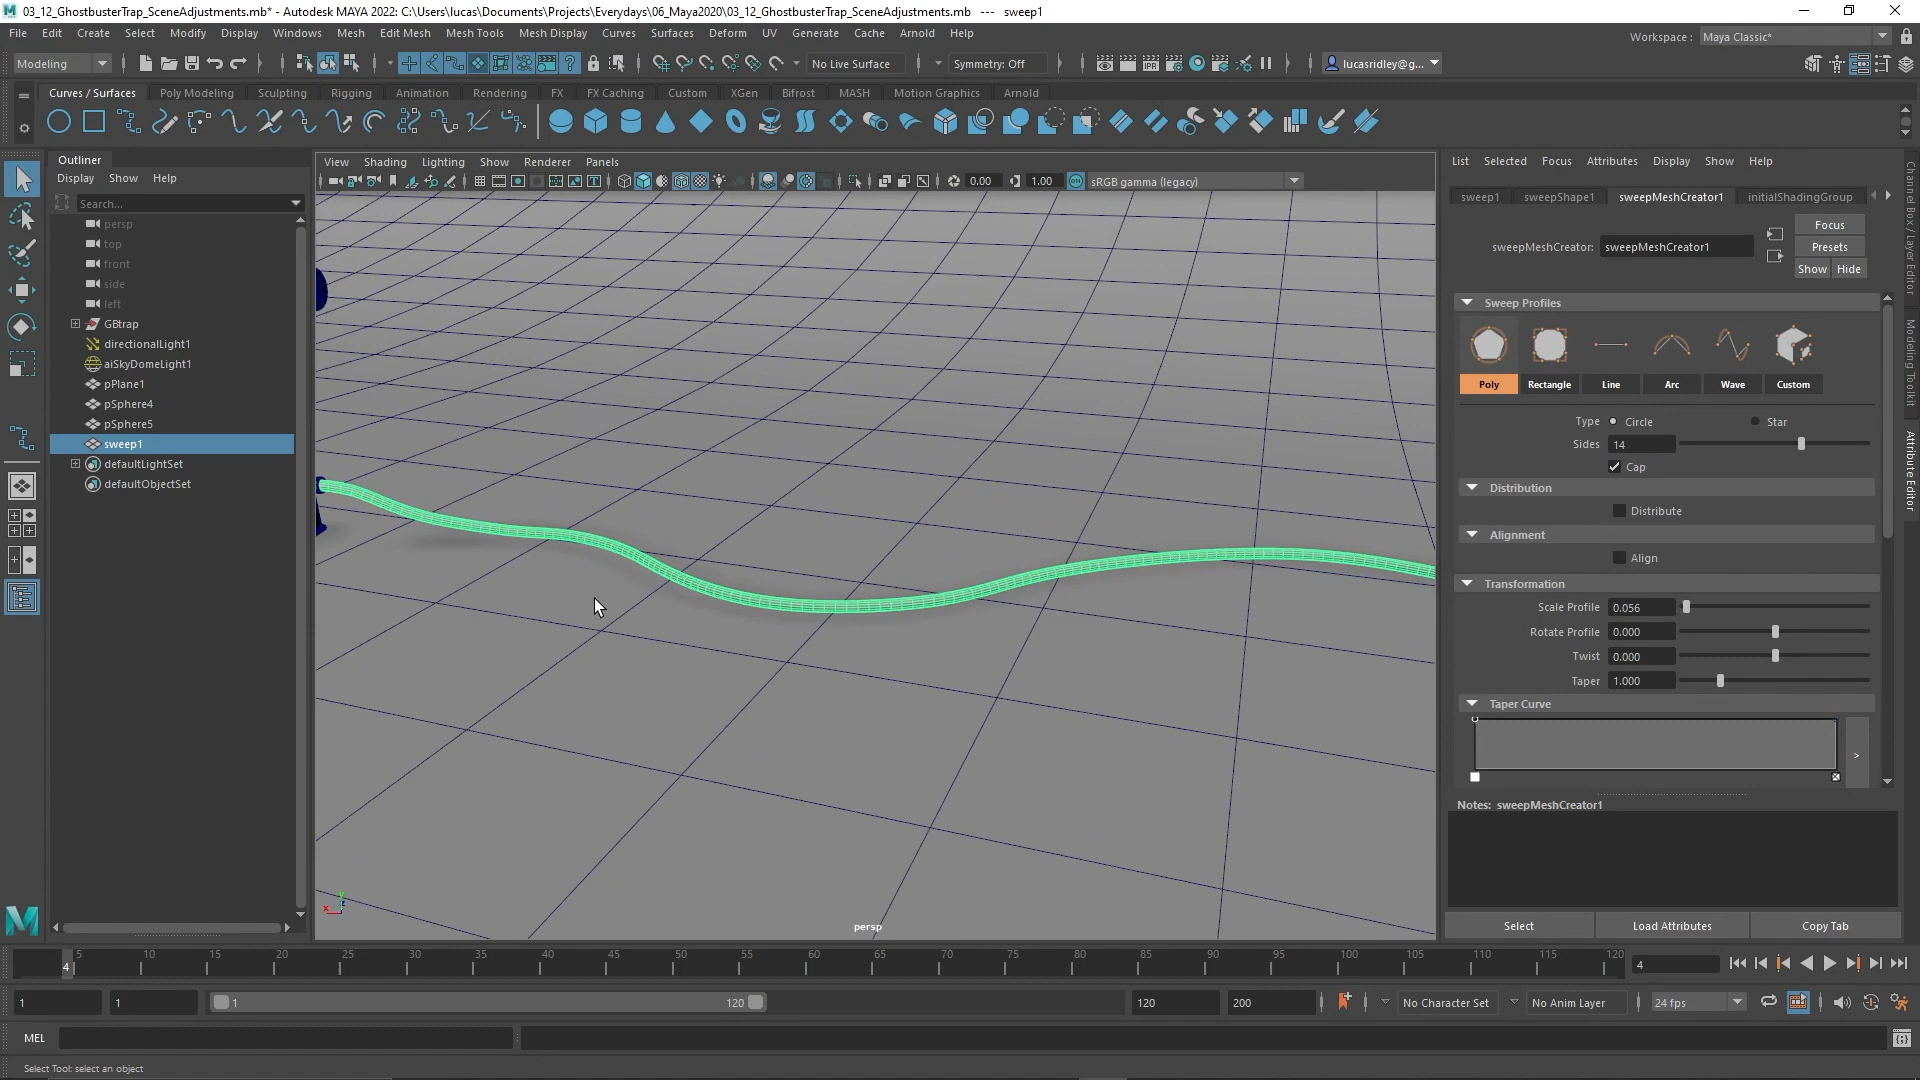 03_12_GhostbusterTrap_SceneAdjustments.mb* - Autodesk MAYA 2022: C:\Users\lucas\Documents\Projects\Everydays\06_Maya2020\03_12_GhostbusterTrap_SceneAdjustments.mb --- sweep1
File Edit Create Select Modify Display Windows Mesh Edit Mesh Mesh Tools Mesh Display Curves Surfaces Deform UV Generate Cache Arnold Help
Workspace : Maya Classic*
Modeling
No Live Surface
Symmetry: Off
lucasridley@g...
Curves / Surfaces Poly Modeling Sculpting Rigging Animation Rendering FX FX Caching Custom XGen Bifrost MASH Motion Graphics Arnold
Outliner
Display Show Help
Search...
persp
top
front
side
left
GBtrap
directionalLight1
aiSkyDomeLight1
pPlane1
pSphere4
pSphere5
sweep1
defaultLightSet
defaultObjectSet
View Shading Lighting Show Renderer Panels
0.00
1.00
sRGB gamma (legacy)
persp
List Selected Focus Attributes Display Show Help
sweep1 sweepShape1 sweepMeshCreator1 initialShadingGroup
Focus
sweepMeshCreator: sweepMeshCreator1
Presets
Show Hide
Sweep Profiles
Poly Rectangle Line Arc Wave Custom
Type Circle Star
Sides 14
Cap
Distribution
Distribute
Alignment
Align
Transformation
Scale Profile 0.056
Rotate Profile 0.000
Twist 0.000
Taper 1.000
Taper Curve
>
Notes: sweepMeshCreator1
Select Load Attributes Copy Tab
Channel Box / Layer Editor
Modeling Toolkit
Attribute Editor
4 5 10 15 20 25 30 35 40 45 50 55 60 65 70 75 80 85 90 95 100 105 110 115 120
4
1 1 1 120 120 200
No Character Set
No Anim Layer
24 fps
MEL
Select Tool: select an object